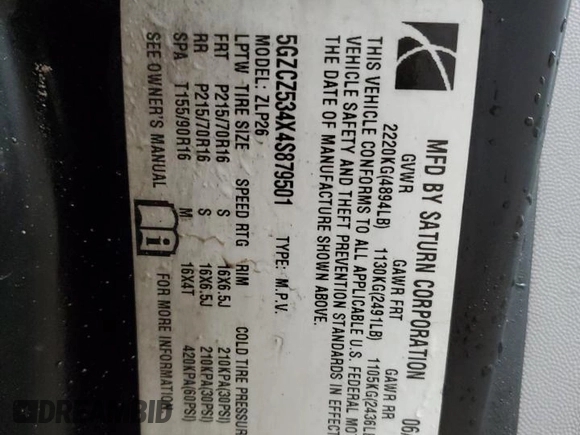 MFD BY SATURN CORPORATION 06/
GVWR GAWR FRT GAWR RR
2220KG(4894LB) 1130KG(2491LB) 1105KG(2436L
THIS VEHICLE CONFORMS TO ALL APPLICABLE U.S. FEDERAL MO
VEHICLE SAFETY AND THEFT PREVENTION STANDARDS IN EFFECT
THE DATE OF MANUFACTURE SHOWN ABOVE.
5GZCZ534X4S879501 TYPE: M.P.V.
MODEL: ZLP26
LPTW TIRE SIZE SPEED RTG RIM COLD TIRE PRESSUR
FRT P215/70R16 S 16X6.5J 210KPA(30PSI)
RR P215/70R16 S 16X6.5J 210KPA(30PSI)
SPA T155/90R16 M 16X4T 420KPA(60PSI)
SEE OWNER'S MANUAL FOR MORE INFORMATION
DREAMBID